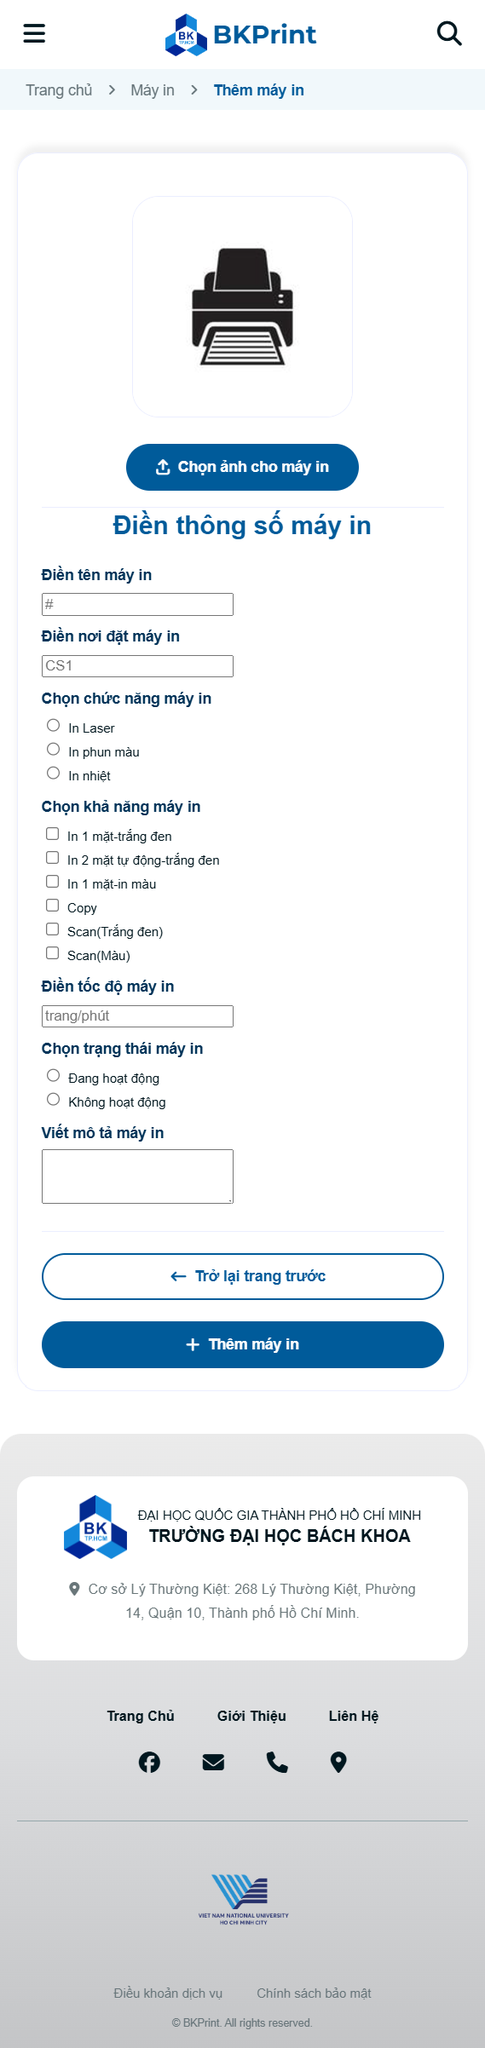 BK
TP.HCM
BKPrint
Trang chủ > Máy in > Thêm máy in
Chọn ảnh cho máy in
Điền thông số máy in
Điền tên máy in
#
Điền nơi đặt máy in
CS1
Chọn chức năng máy in
In Laser
In phun màu
In nhiệt
Chọn khả năng máy in
In 1 mặt-trắng đen
In 2 mặt tự động-trắng đen
In 1 mặt-in màu
Copy
Scan(Trắng đen)
Scan(Màu)
Điền tốc độ máy in
trang/phút
Chọn trạng thái máy in
Đang hoạt động
Không hoạt động
Viết mô tả máy in
Trở lại trang trước
Thêm máy in
BK
TP.HCM
ĐẠI HỌC QUỐC GIA THÀNH PHỐ HỒ CHÍ MINH
TRƯỜNG ĐẠI HỌC BÁCH KHOA
Cơ sở Lý Thường Kiệt: 268 Lý Thường Kiệt, Phường
14, Quận 10, Thành phố Hồ Chí Minh.
Trang Chủ Giới Thiệu Liên Hệ
VIET NAM NATIONAL UNIVERSITY
HO CHI MINH CITY
Điều khoản dịch vụ Chính sách bảo mật
© BKPrint. All rights reserved.